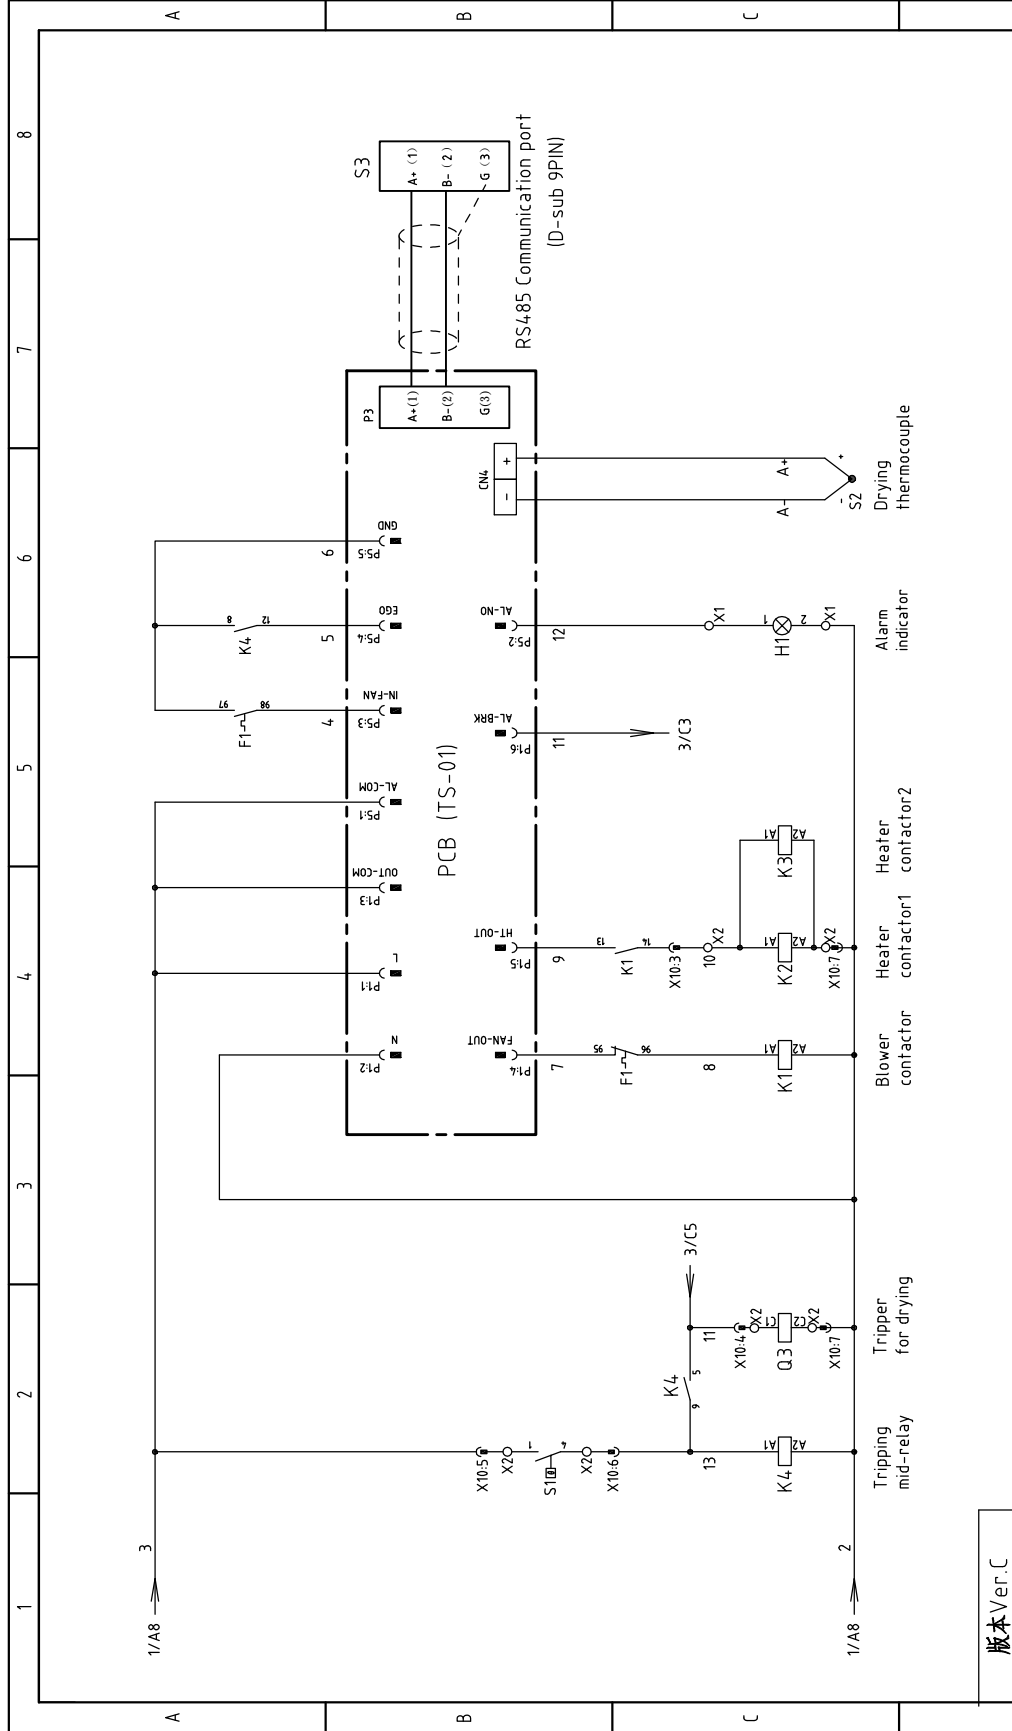 1
2
3
4
5
6
7
8
A
B
C
A
B
C
1/A8
3
1/A8
2
X10:5
X2
1
S1
4
X2
X10:6
13
K4
A1
A2
Tripping
mid-relay
K4
9
5
3/C5
11
X10:4
X2
C1
Q3
C2
X2
X10:7
Tripper
for drying
PCB (TS-01)
P1:2
N
P1:1
L
P1:3
OUT-COM
P5:1
AL-COM
F1
97
98
4
P5:3
IN-FAN
K4
8
12
5
P5:4
EGO
6
P5:5
GND
FAN-OUT
P1:4
7
95
F1
96
8
K1
A1
A2
Blower
contactor
HT-OUT
P1:5
9
13
K1
14
X10:3
10
X2
K2
A1
A2
X2
X10:7
Heater
contactor1
K3
A1
A2
Heater
contactor2
AL-BRK
P1:6
11
3/C3
AL-NO
P5:2
12
X1
1
H1
2
X1
Alarm
indicator
CN4
-
+
A-
A+
-
+
S2
Drying
thermocouple
P3
A+(1)
B-(2)
G(3)
S3
A+ (1)
B- (2)
G (3)
RS485 Communication port
(D-sub 9PIN)
版本Ver.C